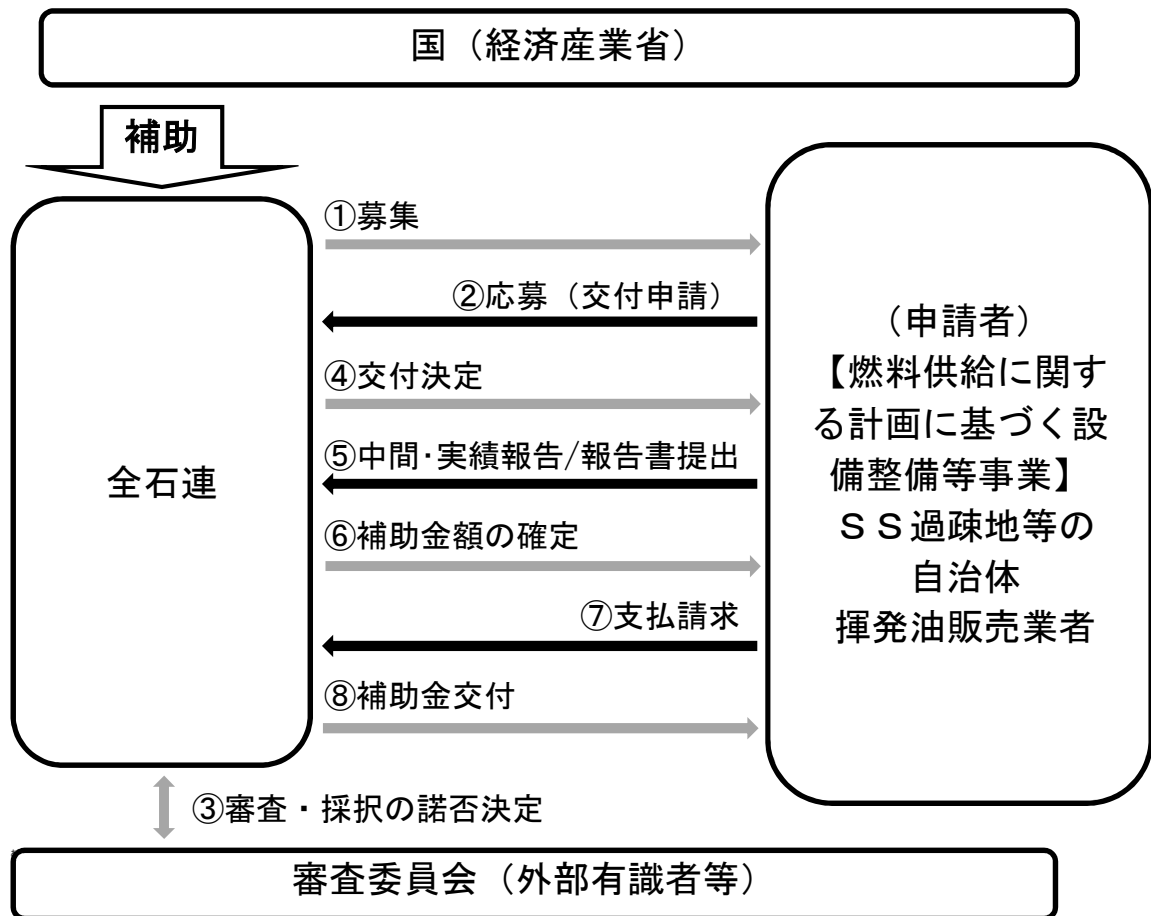 国（経済産業省）
補助
全石連
①募集
②応募（交付申請）
④交付決定
⑤中間・実績報告/報告書提出
⑥補助金額の確定
⑦支払請求
⑧補助金交付
（申請者）
【燃料供給に関す
る計画に基づく設
備整備等事業】
ＳＳ過疎地等の
自治体
揮発油販売業者
③審査・採択の諾否決定
審査委員会（外部有識者等）